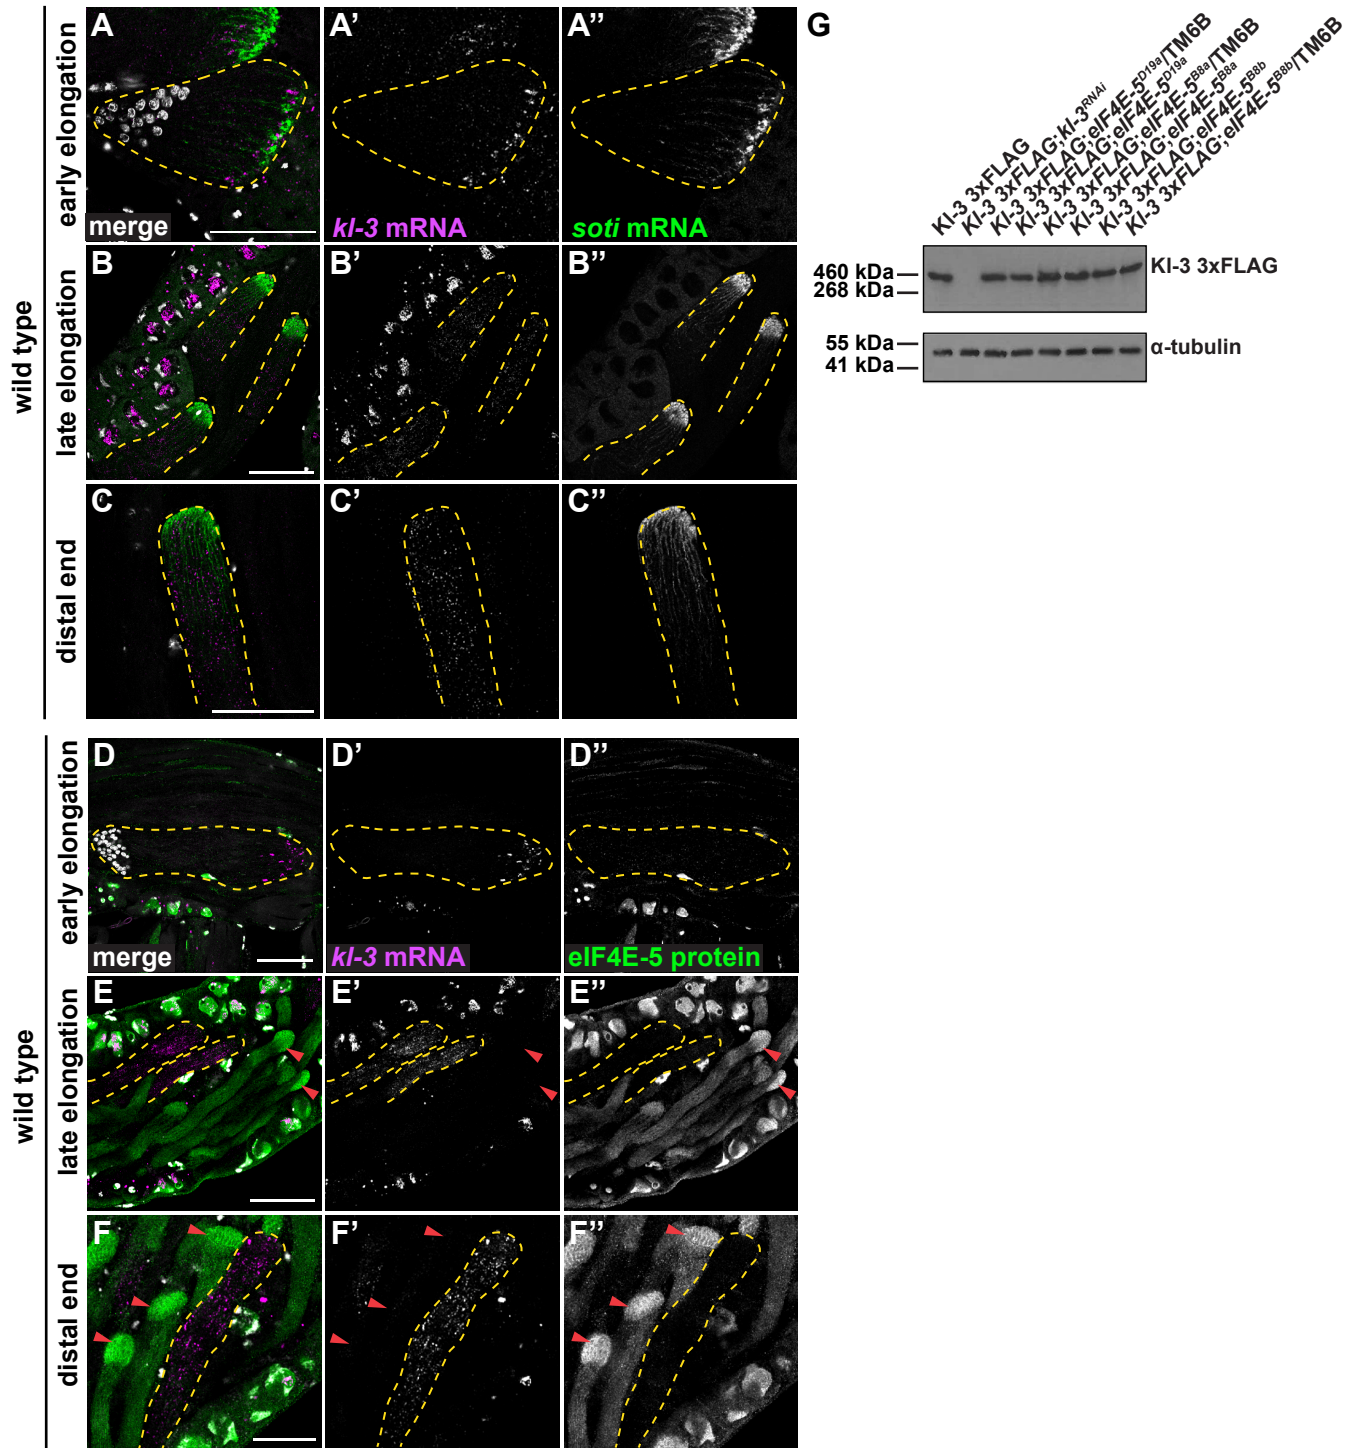 A
A'
A''
early elongation
merge
kl-3 mRNA
soti mRNA
B
B'
B''
late elongation
wild type
C
C'
C''
distal end
D
D'
D''
early elongation
merge
kl-3 mRNA
eIF4E-5 protein
E
E'
E''
late elongation
wild type
F
F'
F''
distal end
G
Kl-3 3xFLAG
Kl-3 3xFLAG;kl-3RNAi
Kl-3 3xFLAG;eIF4E-5D19a/TM6B
Kl-3 3xFLAG;eIF4E-5D19a
Kl-3 3xFLAG;eIF4E-5B8a/TM6B
Kl-3 3xFLAG;eIF4E-5B8a
Kl-3 3xFLAG;eIF4E-5B8b
Kl-3 3xFLAG;eIF4E-5B8b/TM6B
460 kDa
268 kDa
Kl-3 3xFLAG
55 kDa
41 kDa
α-tubulin